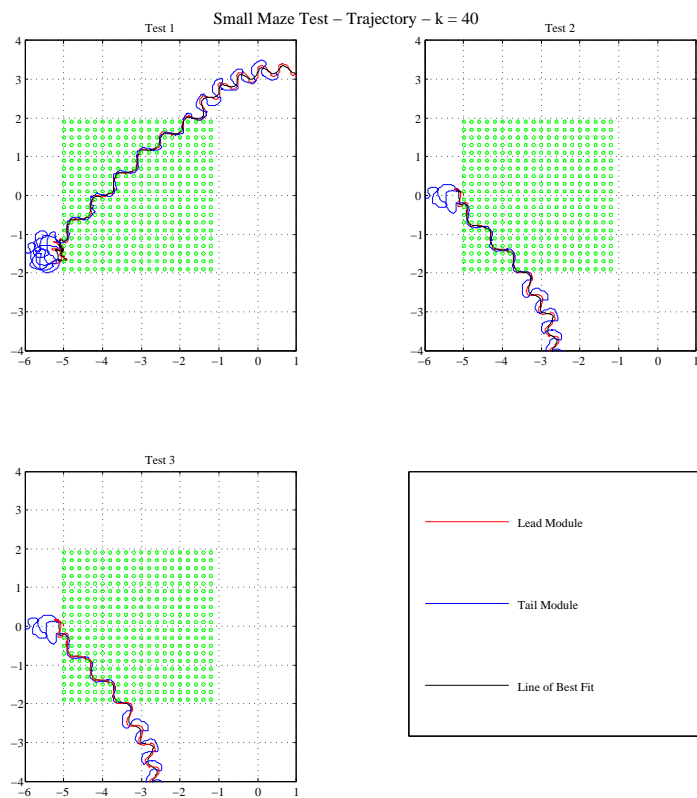 Small Maze Test – Trajectory – k = 40
Test 1
4
3
2
1
0
−1
−2
−3
−4
−6 −5 −4 −3 −2 −1 0 1
Test 2
4
3
2
1
0
−1
−2
−3
−4
−6 −5 −4 −3 −2 −1 0 1
Test 3
4
3
2
1
0
−1
−2
−3
−4
−6 −5 −4 −3 −2 −1 0 1
Lead Module
Tail Module
Line of Best Fit